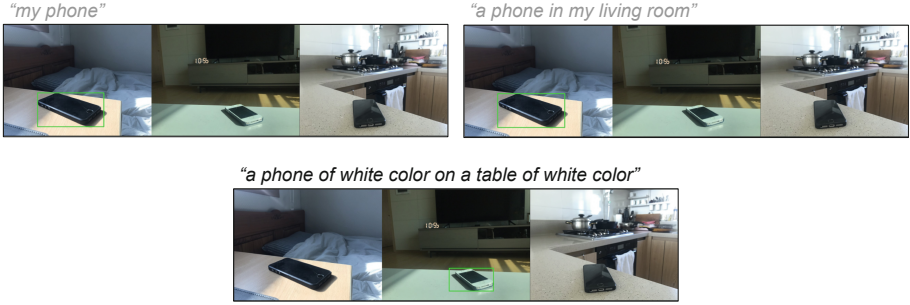 “my phone”
“a phone in my living room”
“a phone of white color on a table of white color”